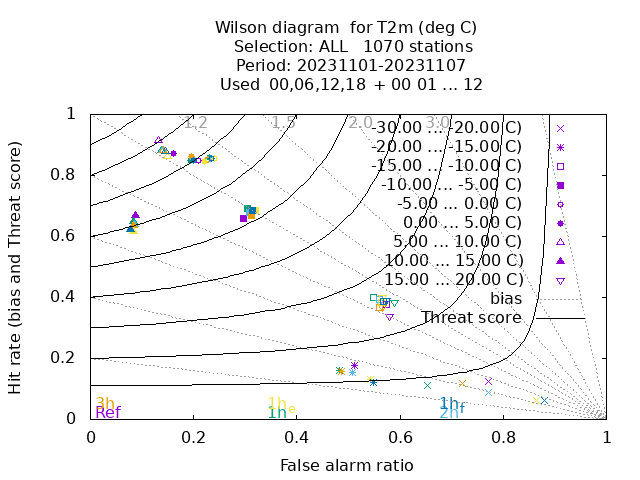 Wilson diagram  for T2m (deg C)
Selection: ALL   1070 stations
Period: 20231101-20231107
Used  00,06,12,18  + 00 01 ... 12
1.2 1.5 2.0 3.0
-30.00 ... -20.00 C)
-20.00 ... -15.00 C)
-15.00 ... -10.00 C)
-10.00 ... -5.00 C)
-5.00 ... 0.00 C)
0.00 ... 5.00 C)
5.00 ... 10.00 C)
10.00 ... 15.00 C)
15.00 ... 20.00 C)
bias
Threat score
1
0.8
0.6
0.4
0.2
0
Hit rate (bias and Threat score)
3h 1he 1hf
Ref 1h 2h
0 0.2 0.4 0.6 0.8 1
False alarm ratio